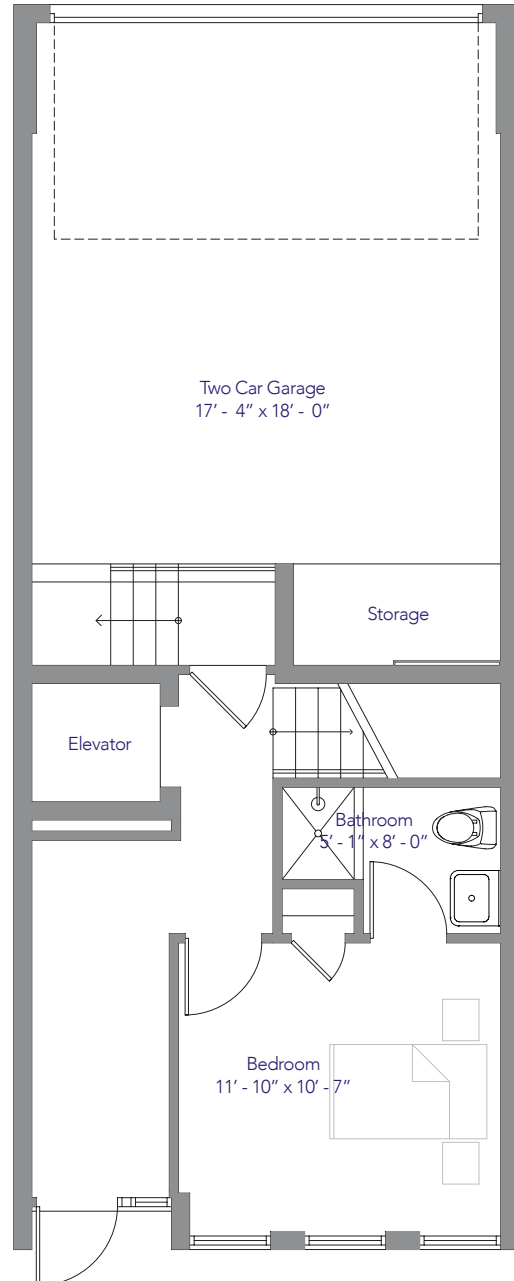 Two Car Garage
17' - 4" x 18' - 0"
Storage
Elevator
Bathroom
5' - 1" x 8' - 0"
Bedroom
11' - 10" x 10' - 7"